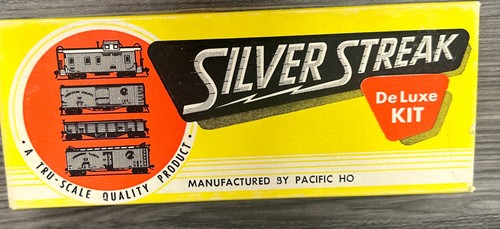 SILVER STREAK
De Luxe
KIT
• A TRU-SCALE QUALITY PRODUCT •
MANUFACTURED BY PACIFIC HO